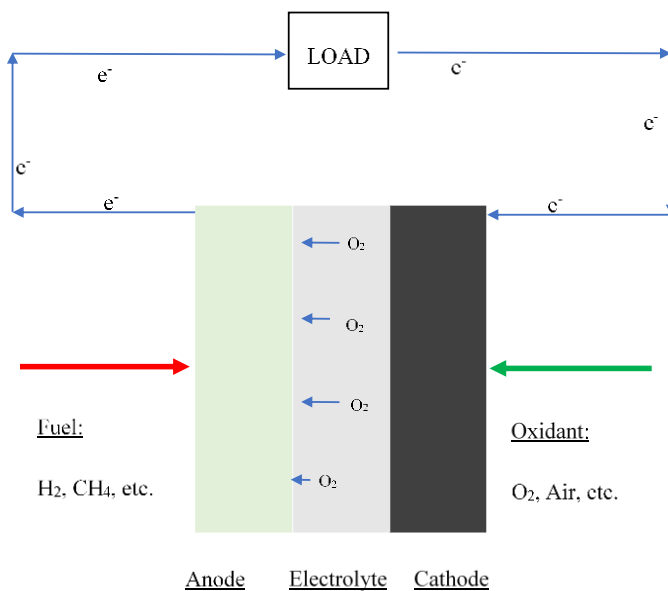 LOAD
e⁻
e⁻
e⁻
e⁻
e⁻
e⁻
O₂
O₂
O₂
O₂
Fuel:
H₂, CH₄, etc.
Oxidant:
O₂, Air, etc.
Anode Electrolyte Cathode